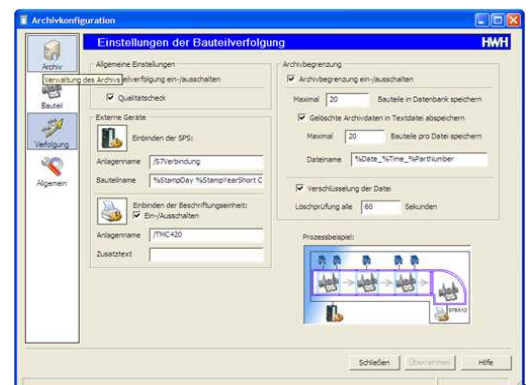 Archivkonfiguration
Einstellungen der Bauteilverfolgung
HWH
Archiv
Verwaltung des Archivs
Bauteil
Verfolgung
Allgemein
Allgemeine Einstellungen
teilverfolgung ein-/ausschalten
Qualitätscheck
Externe Geräte
Einbinden der SPS:
Anlagenname /S7Verbindung
Bauteilname %StampDay %StampYearShort C
Einbinden der Beschriftungseinheit:
Ein-/Ausschalten
Anlagenname /TMC420
Zusatztext
Archivbegrenzung
Archivbegrenzung ein-/ausschalten
Maximal 20 Bauteile in Datenbank speichern
Gelöschte Archivdaten in Textdatei abspeichern
Maximal 20 Bauteile pro Datei speichern
Dateiname %Date_%Time_%PartNumber
Verschlüsselung der Datei
Löschprüfung alle 60 Sekunden
Prozessbeispiel:
Schließen
Übernehmen
Hilfe